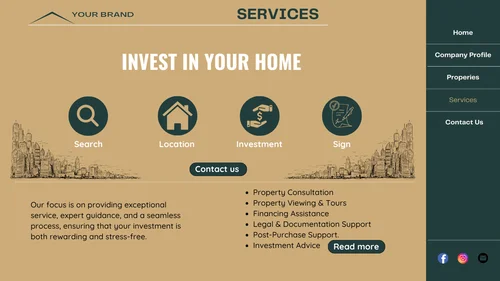 YOUR BRAND
SERVICES
INVEST IN YOUR HOME
Search
Location
Investment
Sign
Contact us
Our focus is on providing exceptional
service, expert guidance, and a seamless
process, ensuring that your investment is
both rewarding and stress-free.
• Property Consultation
• Property Viewing & Tours
• Financing Assistance
• Legal & Documentation Support
• Post-Purchase Support.
• Investment Advice
Read more
Home
Company Profile
Properies
Services
Contact Us